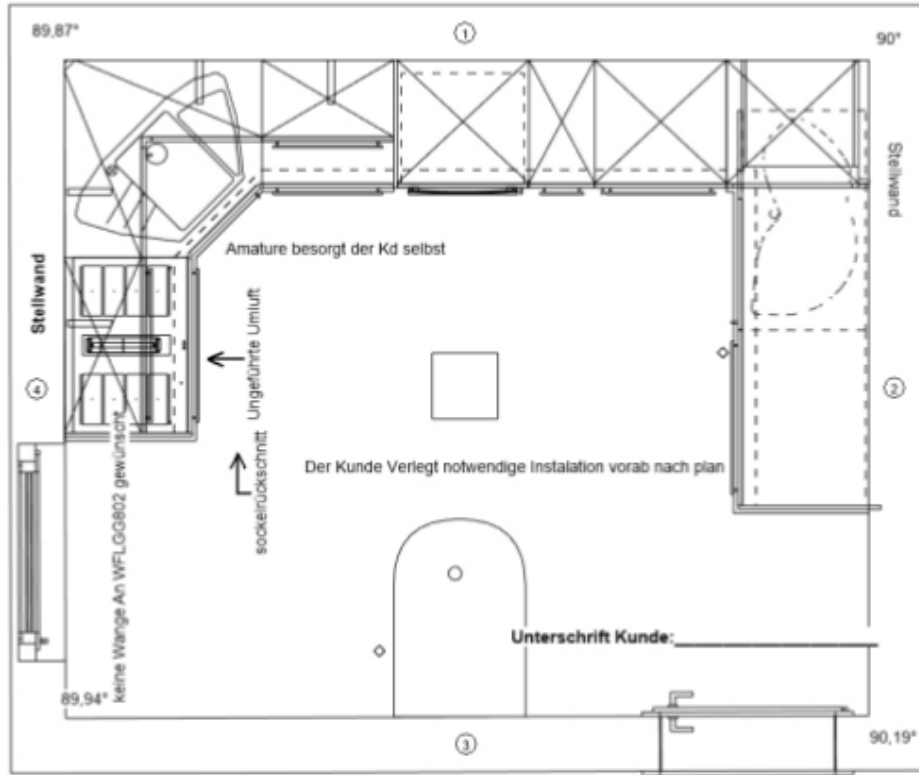 89,87°
1
90°
Stellwand
Stellwand
Amature besorgt der Kd selbst
Ungeführte Umluft
sockelrückschnitt
4
2
keine Wange An WFLGG802 gewünscht
Der Kunde Verlegt notwendige Instalation vorab nach plan
Unterschrift Kunde:
89,94°
3
90,19°